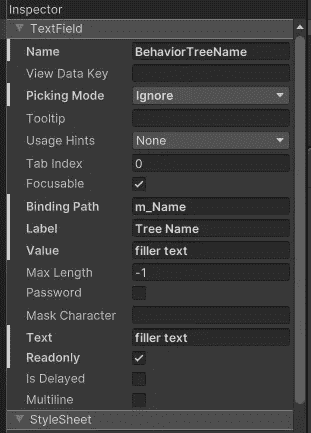 Inspector
TextField
Name BehaviorTreeName
View Data Key
Picking Mode Ignore
Tooltip
Usage Hints None
Tab Index 0
Focusable
Binding Path m_Name
Label Tree Name
Value filler text
Max Length -1
Password
Mask Character
Text filler text
Readonly
Is Delayed
Multiline
StyleSheet